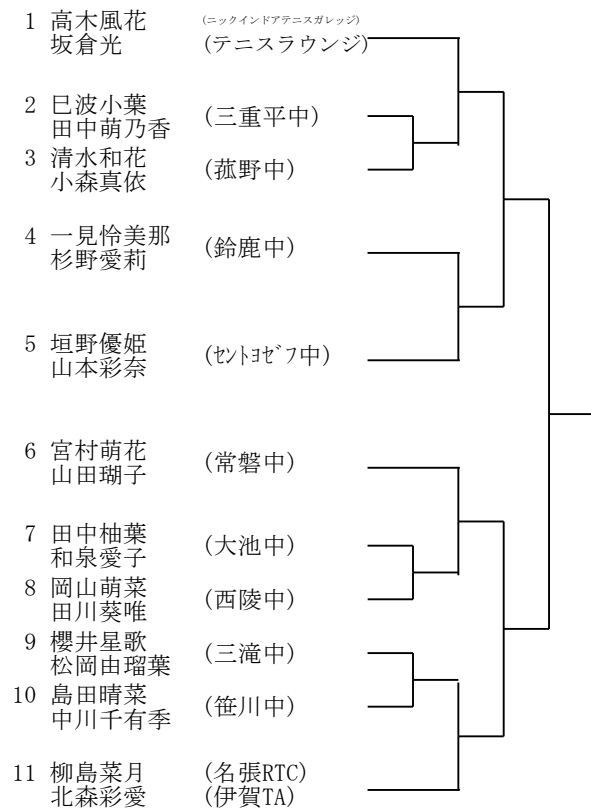 1 高木風花 (ニックインドアテニスガレッジ)
坂倉光 (テニスラウンジ)
2 巳波小葉 (三重平中)
田中萌乃香
3 清水和花 (菰野中)
小森真依
4 一見怜美那 (鈴鹿中)
杉野愛莉
5 垣野優姫 (セントヨゼフ中)
山本彩奈
6 宮村萌花 (常磐中)
山田瑚子
7 田中柚葉 (大池中)
和泉愛子
8 岡山萌菜 (西陵中)
田川葵唯
9 櫻井星歌 (三滝中)
松岡由瑠葉
10 島田晴菜 (笹川中)
中川千有季
11 柳島菜月 (名張RTC)
北森彩愛 (伊賀TA)